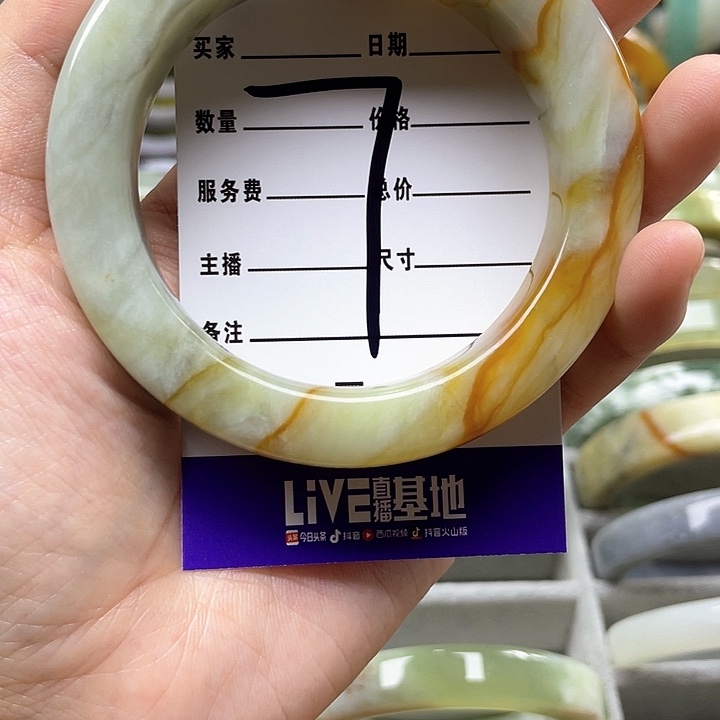 买家 日期
7
数量 价格
服务费 总价
主播 尺寸
备注
LiVE直播基地
头条 今日头条 抖音 西瓜视频 抖音火山版